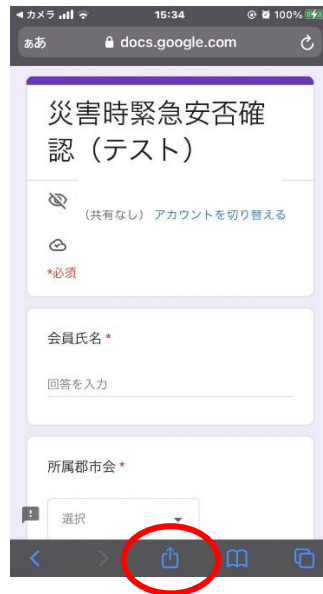 ◀カメラ 15:34 100%
ぁあ docs.google.com
災害時緊急安否確
認（テスト）
（共有なし） アカウントを切り替える
*必須
会員氏名 *
回答を入力
所属郡市会 *
選択